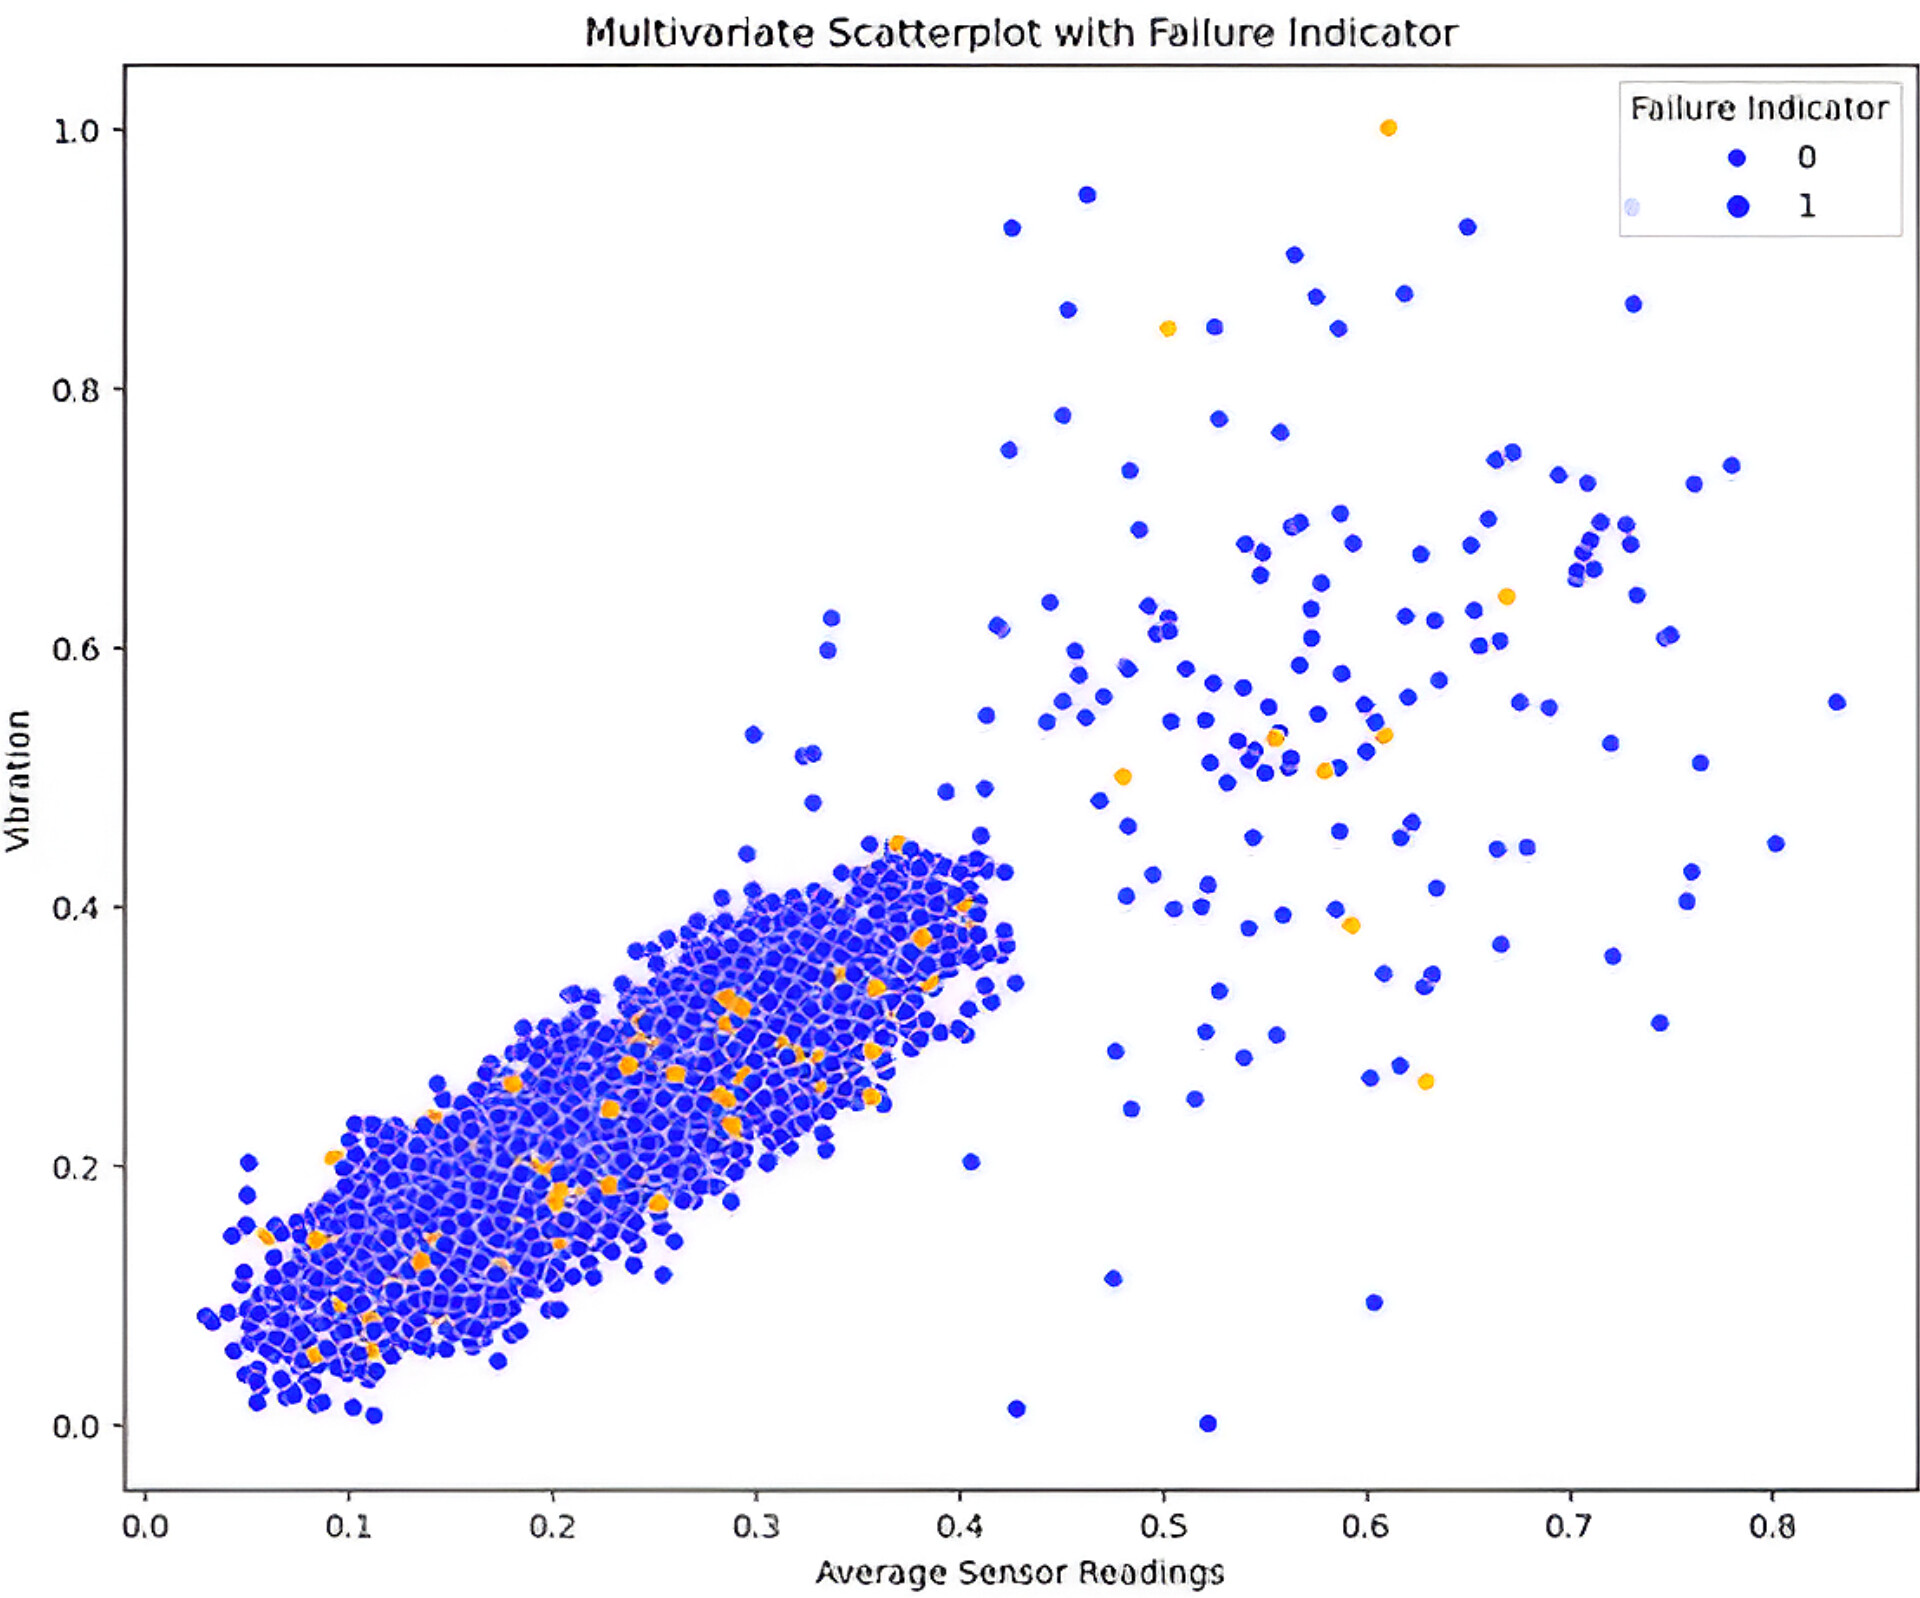 Multivariate Scatterplot with Failure Indicator
Failure Indicator
0
1
1.0
0.8
0.6
0.4
0.2
0.0
Vibration
0.0 0.1 0.2 0.3 0.4 0.5 0.6 0.7 0.8
Average Sensor Readings